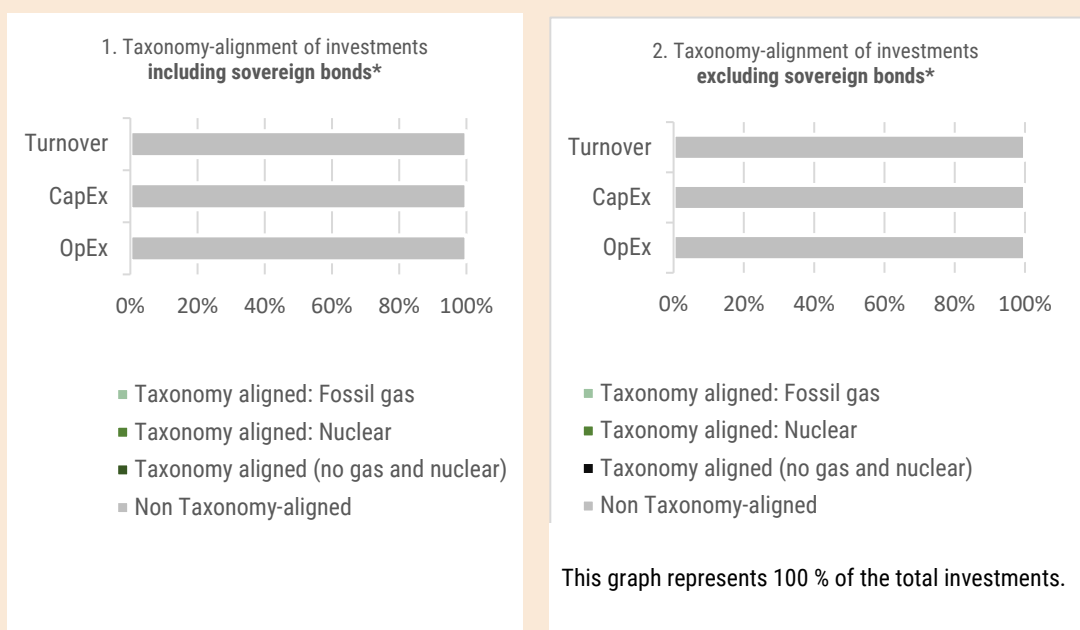 1. Taxonomy-alignment of investments
including sovereign bonds*
Turnover
CapEx
OpEx
0% 20% 40% 60% 80% 100%
Taxonomy aligned: Fossil gas
Taxonomy aligned: Nuclear
Taxonomy aligned (no gas and nuclear)
Non Taxonomy-aligned
2. Taxonomy-alignment of investments
excluding sovereign bonds*
Turnover
CapEx
OpEx
0% 20% 40% 60% 80% 100%
Taxonomy aligned: Fossil gas
Taxonomy aligned: Nuclear
Taxonomy aligned (no gas and nuclear)
Non Taxonomy-aligned
This graph represents 100 % of the total investments.